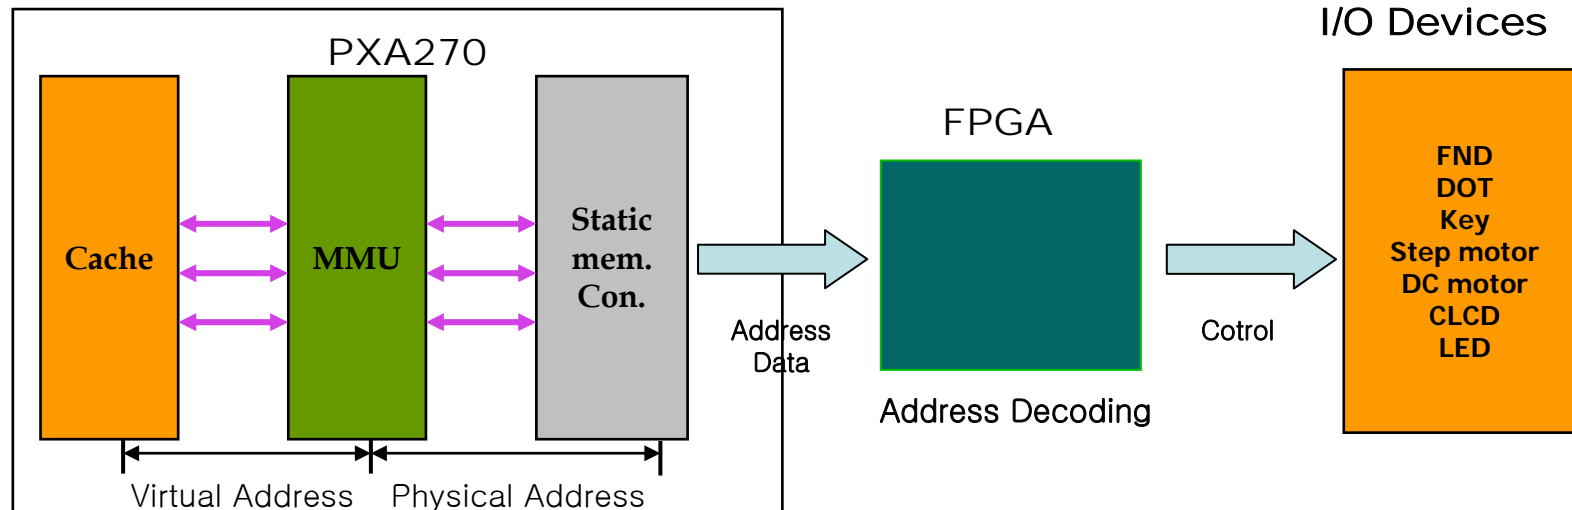 PXA270
Cache
MMU
Static
mem.
Con.
Virtual Address
Physical Address
Address
Data
FPGA
Address Decoding
Cotrol
I/O Devices
FND
DOT
Key
Step motor
DC motor
CLCD
LED